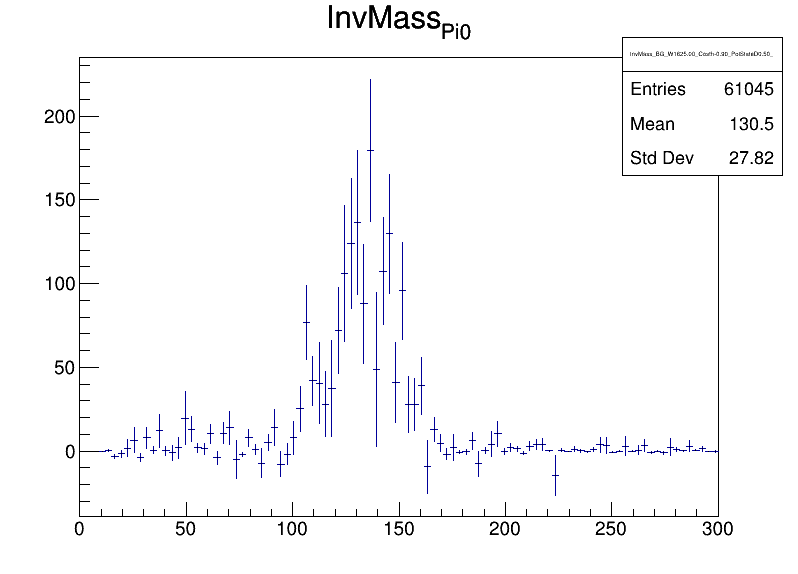 InvMass_Pi0
InvMass_BG_W1625.00_Costh-0.90_PolStateD0.50_
Entries 61045
Mean 130.5
Std Dev 27.82
200
150
100
50
0
0 50 100 150 200 250 300